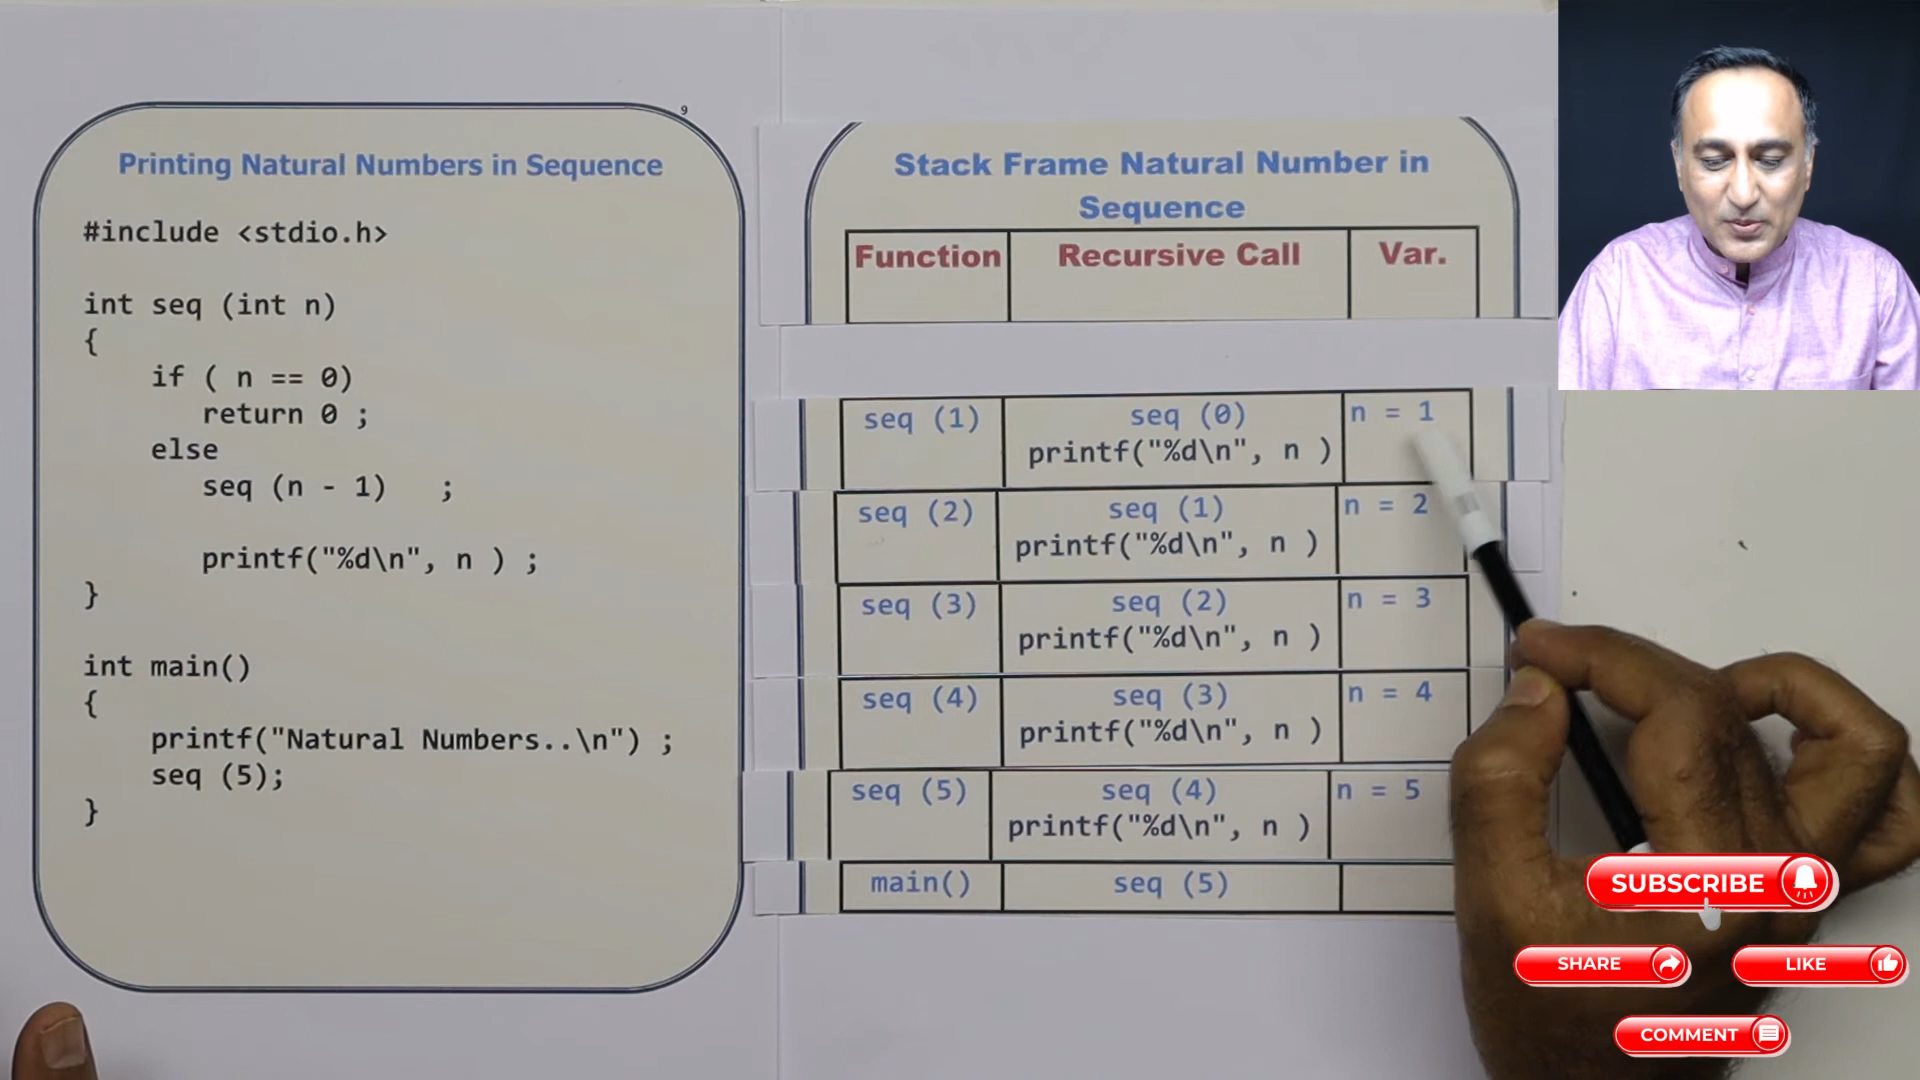 9
Printing Natural Numbers in Sequence
#include <stdio.h>
int seq (int n)
{
if ( n == 0)
return 0 ;
else
seq (n - 1) ;
printf("%d\n", n ) ;
}
int main()
{
printf("Natural Numbers..\n") ;
seq (5);
}
Stack Frame Natural Number in
Sequence
Function Recursive Call Var.
seq (1) seq (0) n = 1
printf("%d\n", n )
seq (2) seq (1) n = 2
printf("%d\n", n )
seq (3) seq (2) n = 3
printf("%d\n", n )
seq (4) seq (3) n = 4
printf("%d\n", n )
seq (5) seq (4) n = 5
printf("%d\n", n )
main() seq (5)
SUBSCRIBE
SHARE LIKE
COMMENT